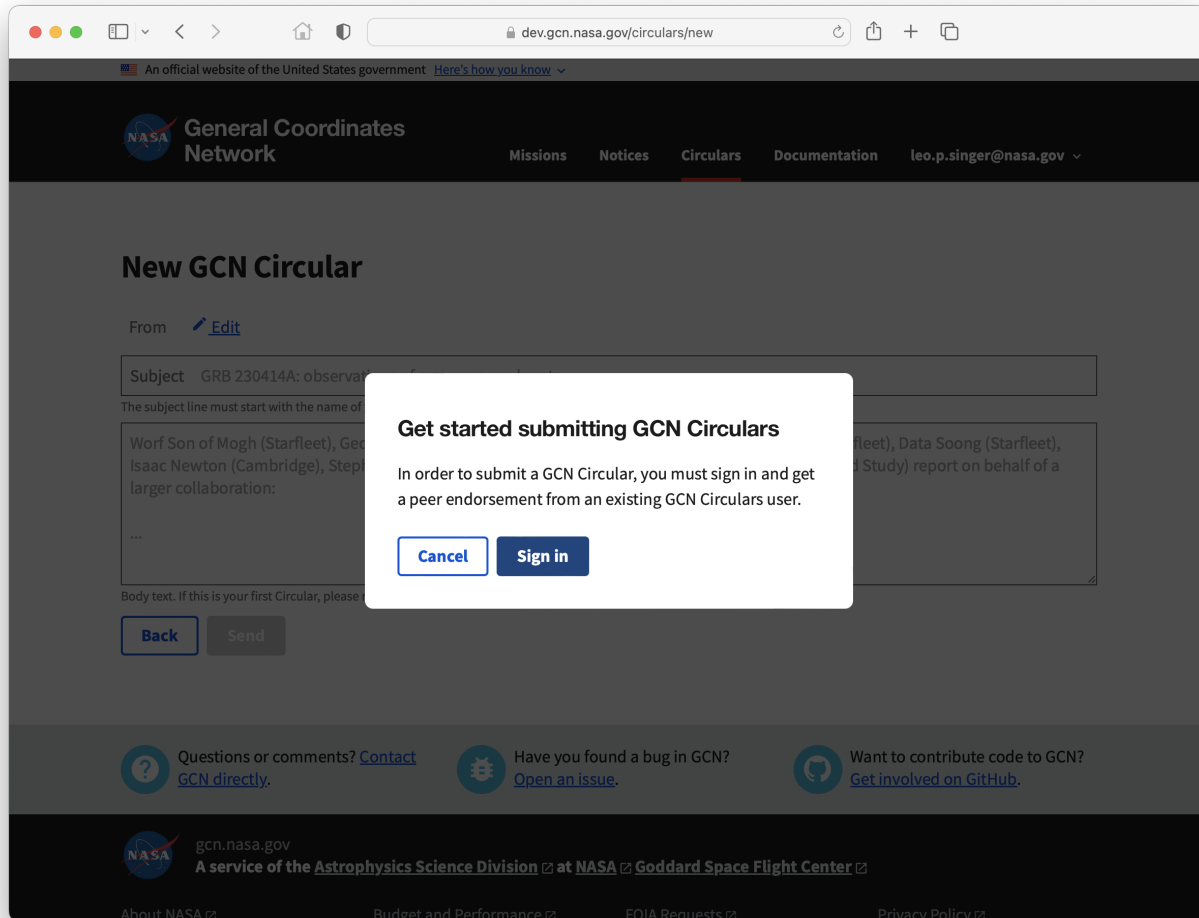 dev.gcn.nasa.gov/circulars/new
An official website of the United States government Here's how you know
NASA
General Coordinates
Network
Missions Notices Circulars Documentation leo.p.singer@nasa.gov
New GCN Circular
From Edit
Subject GRB 230414A: observat
The subject line must start with the name of
Worf Son of Mogh (Starfleet), Geo fleet), Data Soong (Starfleet),
Isaac Newton (Cambridge), Steph d Study) report on behalf of a
larger collaboration:
...
Body text. If this is your first Circular, please
Back Send
Get started submitting GCN Circulars
In order to submit a GCN Circular, you must sign in and get
a peer endorsement from an existing GCN Circulars user.
Cancel Sign in
Questions or comments? Contact
GCN directly.
Have you found a bug in GCN?
Open an issue.
Want to contribute code to GCN?
Get involved on GitHub.
NASA
gcn.nasa.gov
A service of the Astrophysics Science Division at NASA Goddard Space Flight Center
About NASA Budget and Performance FOIA Requests Privacy Policy